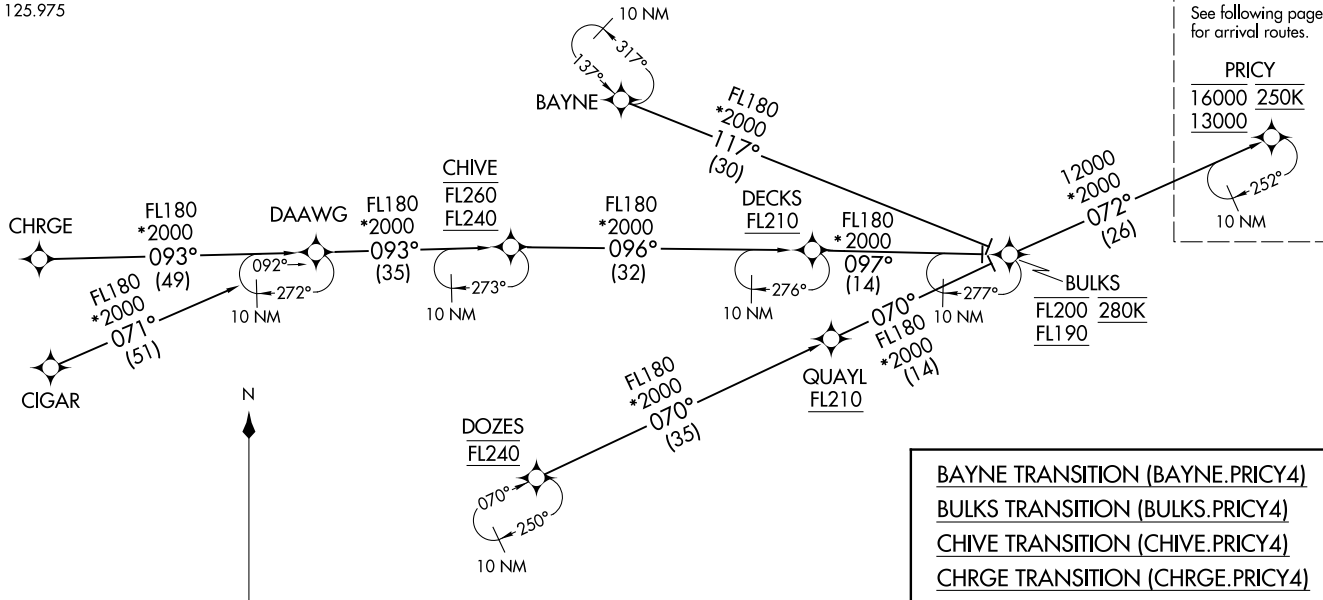 125.975
10 NM
317°
137°
BAYNE
FL180
*2000
117°
(30)
See following page
for arrival routes.
PRICY
16000 250K
13000
12000
*2000
072°
(26)
252°
10 NM
CHRGE
FL180
*2000
093°
(49)
DAAWG
092°
272°
10 NM
FL180
*2000
093°
(35)
CHIVE
FL260
FL240
273°
10 NM
FL180
*2000
096°
(32)
DECKS
FL210
276°
10 NM
FL180
*2000
097°
(14)
277°
10 NM
BULKS
FL200 280K
FL190
FL180
*2000
071°
(51)
CIGAR
N
070°
FL180
*2000
(14)
QUAYL
FL210
FL180
*2000
070°
(35)
DOZES
FL240
070°
250°
10 NM
BAYNE TRANSITION (BAYNE.PRICY4)
BULKS TRANSITION (BULKS.PRICY4)
CHIVE TRANSITION (CHIVE.PRICY4)
CHRGE TRANSITION (CHRGE.PRICY4)